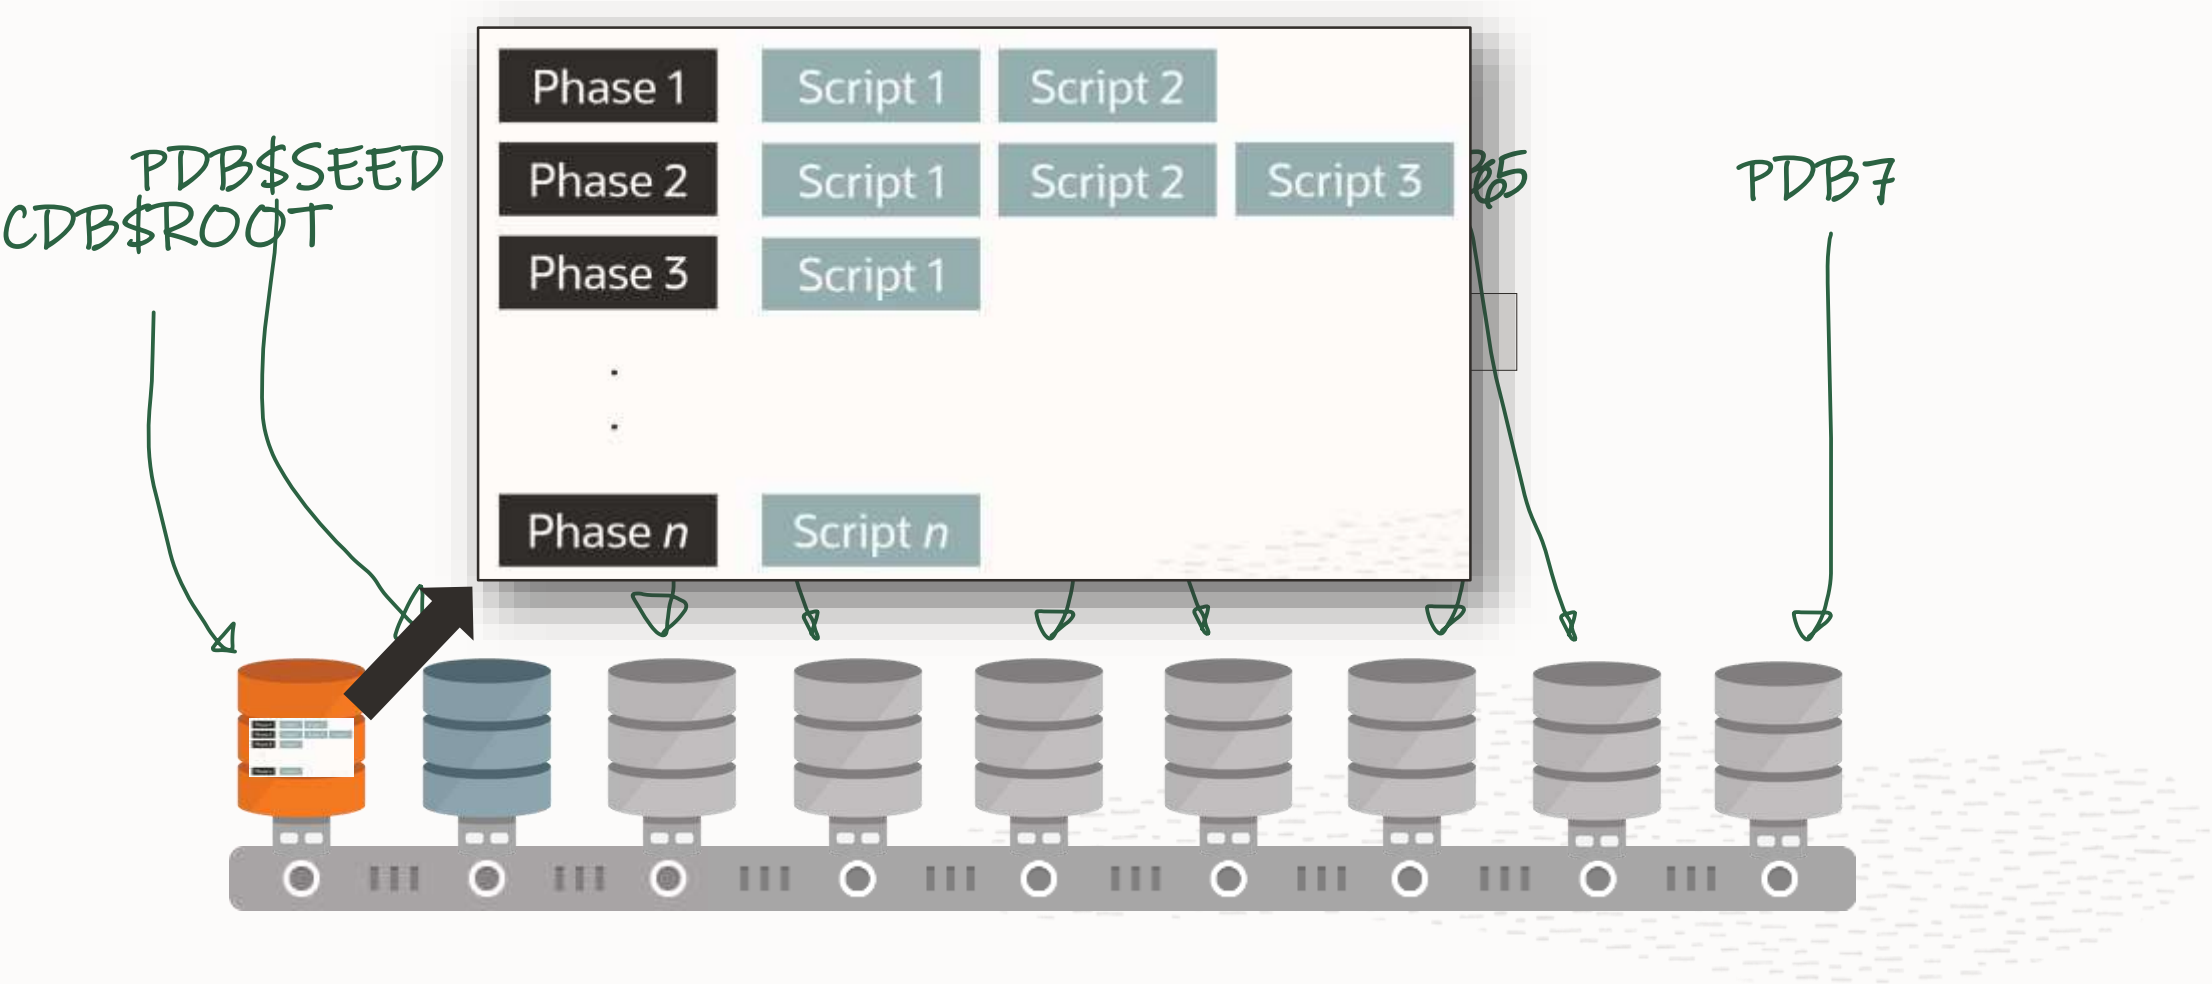 Phase 1 Script 1 Script 2
PDB$SEED
Phase 2 Script 1 Script 2 Script 3
PDB7
CDB$ROOT
Phase 3 Script 1
Phase n Script n